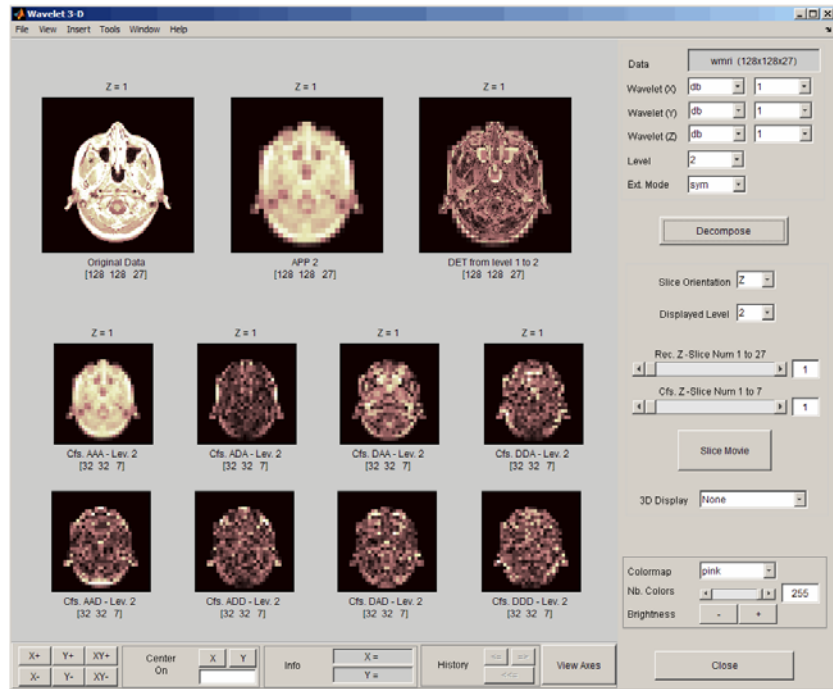 Wavelet 3-D
File View Insert Tools Window Help
Z = 1 Z = 1 Z = 1
Original Data APP 2 DET from level 1 to 2
[128 128 27] [128 128 27] [128 128 27]
Z = 1 Z = 1 Z = 1 Z = 1
Cfs. AAA - Lev. 2 Cfs. ADA - Lev. 2 Cfs. DAA - Lev. 2 Cfs. DDA - Lev. 2
[32 32 7] [32 32 7] [32 32 7] [32 32 7]
Cfs. AAD - Lev. 2 Cfs. ADD - Lev. 2 Cfs. DAD - Lev. 2 Cfs. DDD - Lev. 2
[32 32 7] [32 32 7] [32 32 7] [32 32 7]
Data wmri (128x128x27)
Wavelet (X) db 1
Wavelet (Y) db 1
Wavelet (Z) db 1
Level 2
Ext. Mode sym
Decompose
Slice Orientation Z
Displayed Level 2
Rec. Z-Slice Num 1 to 27
1
Cfs. Z-Slice Num 1 to 7
1
Slice Movie
3D Display None
Colormap pink
Nb. Colors 255
Brightness - +
X+ Y+ XY+
X- Y- XY-
Center On X Y
Info X = Y =
History <= => <<=
View Axes
Close